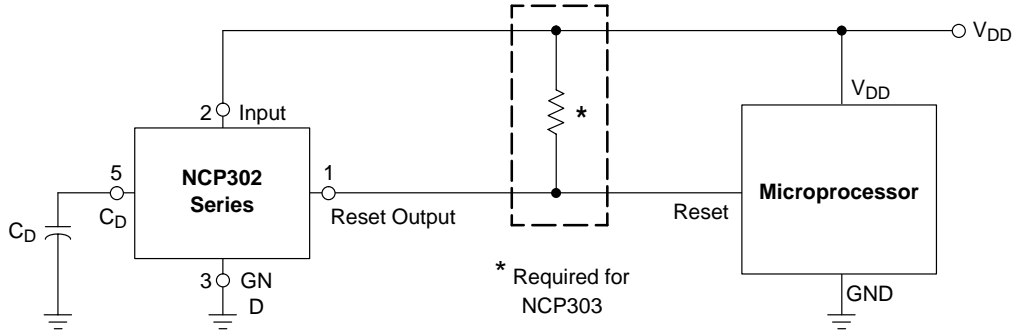 V_DD
V_DD
2 Input
5
NCP302
Series
1
*
C_D
C_D
Reset Output
Reset
Microprocessor
3 GN
D
* Required for
NCP303
GND